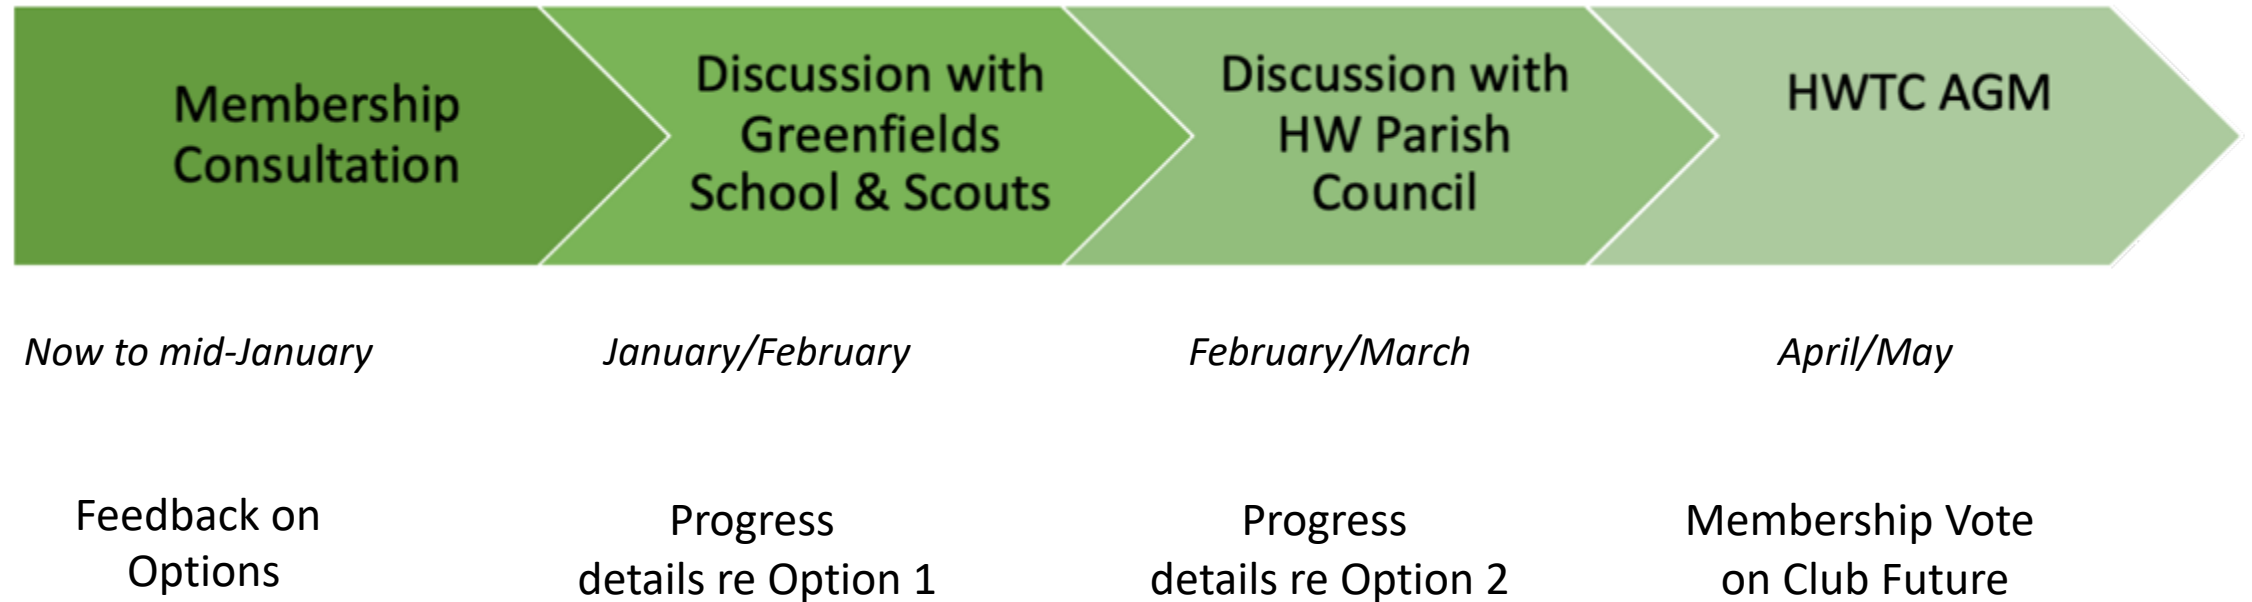 Membership
Consultation
Discussion with
Greenfields
School & Scouts
Discussion with
HW Parish
Council
HWTC AGM
Now to mid-January
January/February
February/March
April/May
Feedback on
Options
Progress
details re Option 1
Progress
details re Option 2
Membership Vote
on Club Future